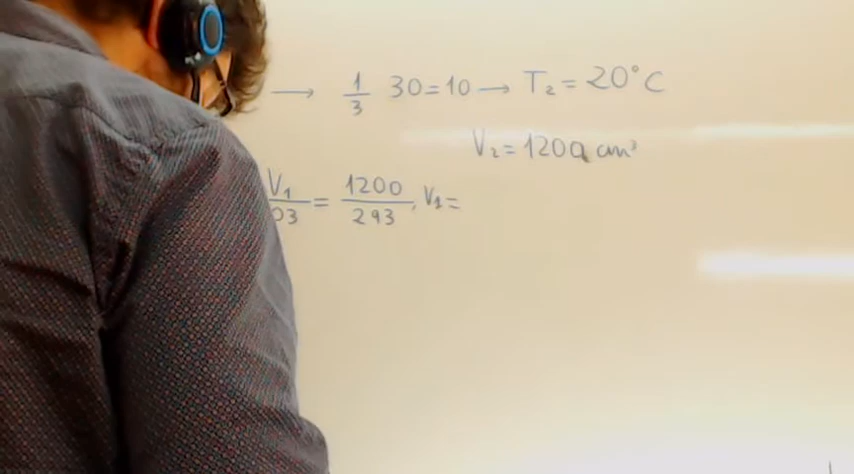 → 1/3 30=10 → T₂ = 20°C
V₂ = 1200 cm³
V₁/03 = 1200/293, V₁ =